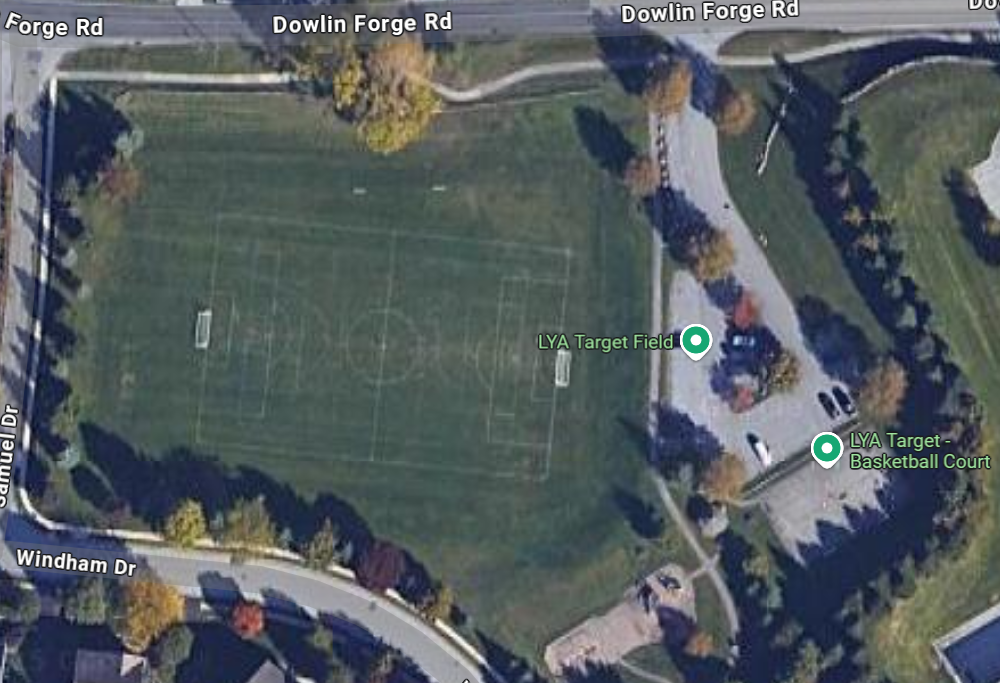 Forge Rd
Dowlin Forge Rd
Dowlin Forge Rd
Do
LYA Target Field
LYA Target -
Basketball Court
Samuel Dr
Windham Dr